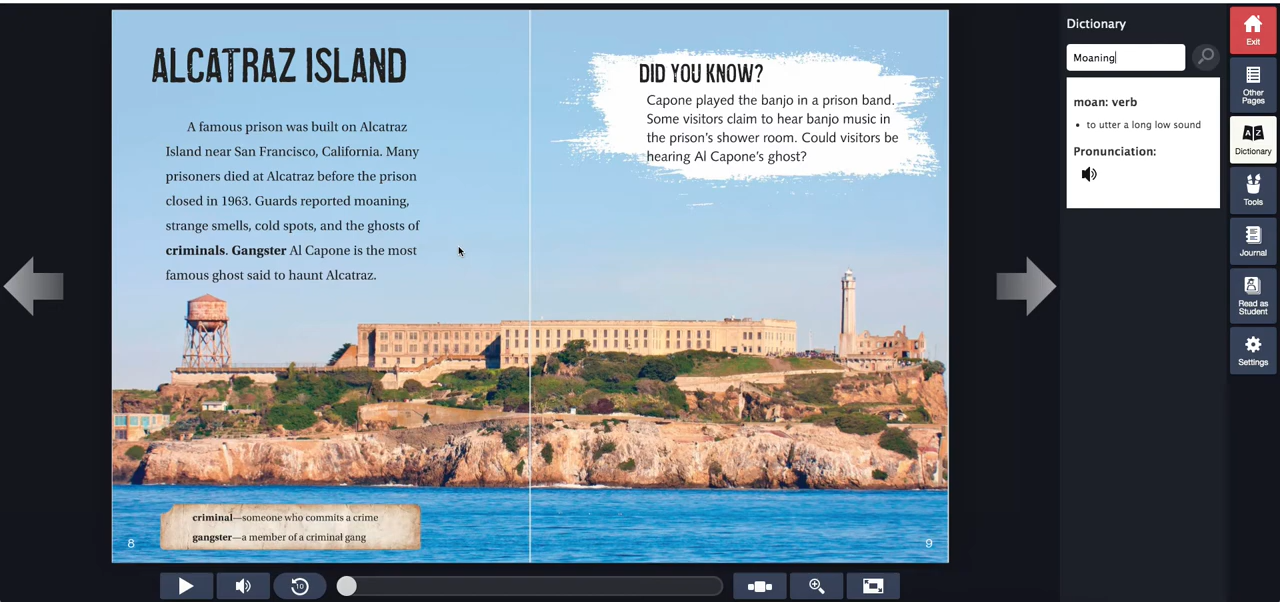 ALCATRAZ ISLAND
A famous prison was built on Alcatraz
Island near San Francisco, California. Many
prisoners died at Alcatraz before the prison
closed in 1963. Guards reported moaning,
strange smells, cold spots, and the ghosts of
criminals. Gangster Al Capone is the most
famous ghost said to haunt Alcatraz.
criminal—someone who commits a crime
gangster—a member of a criminal gang
8
DID YOU KNOW?
Capone played the banjo in a prison band.
Some visitors claim to hear banjo music in
the prison's shower room. Could visitors be
hearing Al Capone's ghost?
9
10
Dictionary
Moaning
moan: verb
• to utter a long low sound
Pronunciation:
Exit
Other
Pages
A Z
Dictionary
Tools
Journal
Read as
Student
Settings